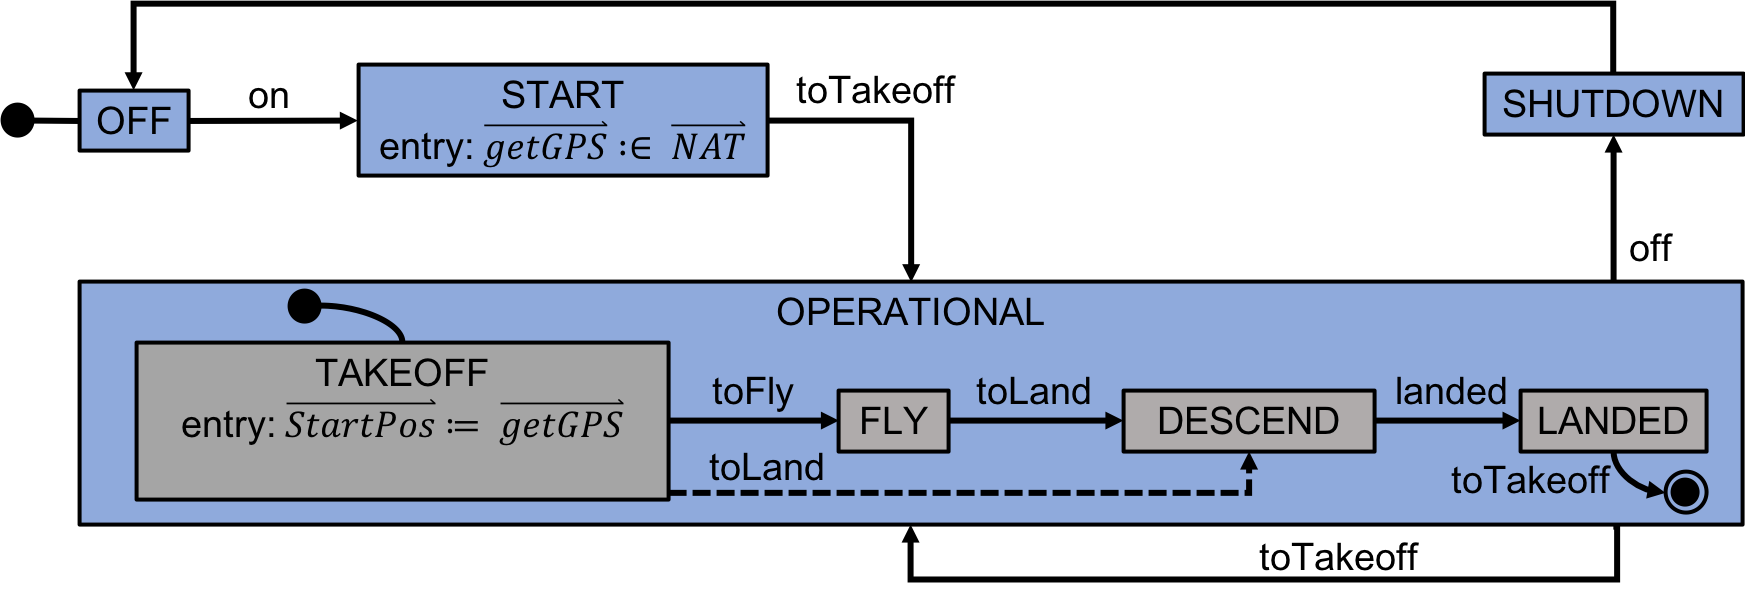 OFF
on
START
entry: $\overrightarrow{getGPS} :\in \overrightarrow{NAT}$
toTakeoff
SHUTDOWN
off
OPERATIONAL
TAKEOFF
entry: $\overrightarrow{StartPos} := \overrightarrow{getGPS}$
toFly
FLY
toLand
DESCEND
landed
LANDED
toLand
toTakeoff
toTakeoff